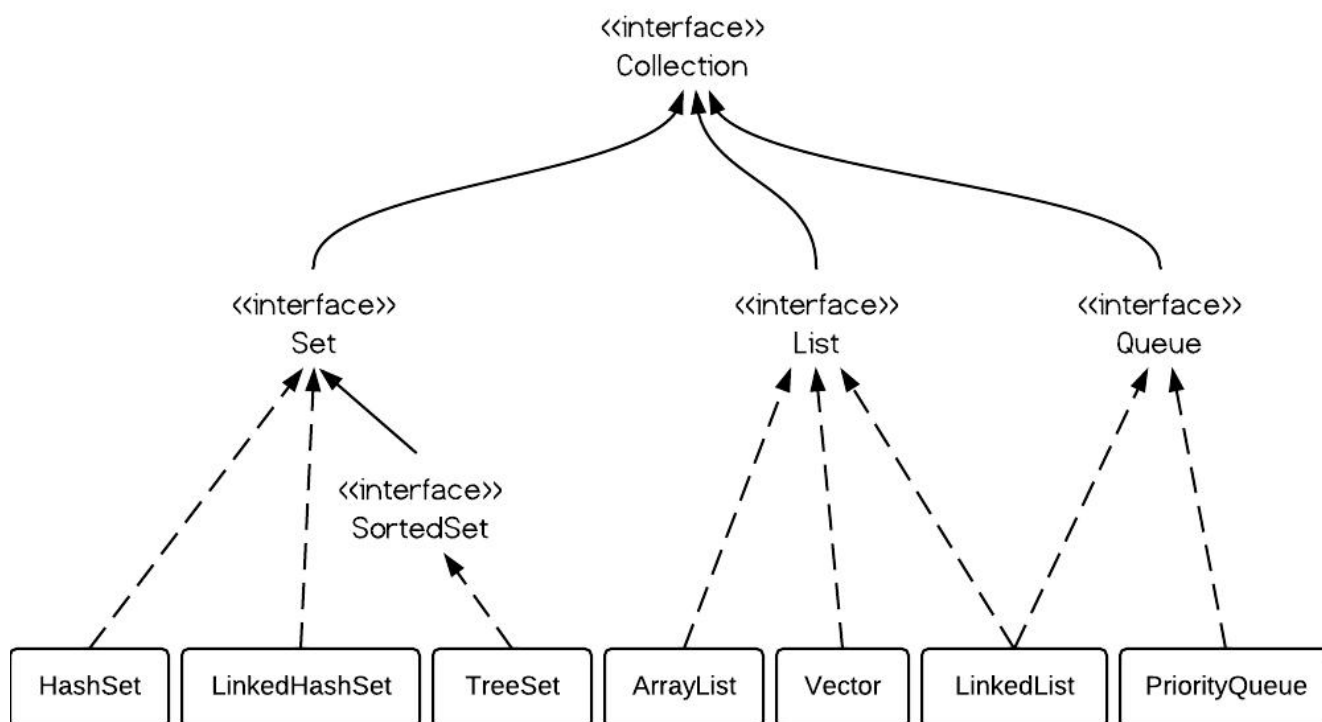 <<interface>>
Collection
<<interface>>
Set
<<interface>>
List
<<interface>>
Queue
<<interface>>
SortedSet
HashSet
LinkedHashSet
TreeSet
ArrayList
Vector
LinkedList
PriorityQueue